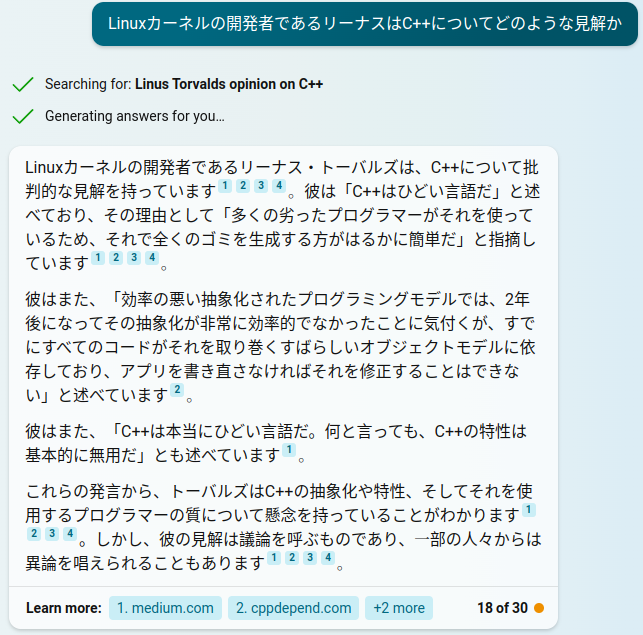 Linuxカーネルの開発者であるリーナスはC++についてどのような見解か
Searching for: Linus Torvalds opinion on C++
Generating answers for you…
Linuxカーネルの開発者であるリーナス・トーバルズは、C++について批
判的な見解を持っています 1 2 3 4 。彼は「C++はひどい言語だ」と述
べており、その理由として「多くの劣ったプログラマーがそれを使って
いるため、それで全くのゴミを生成する方がはるかに簡単だ」と指摘し
ています 1 2 3 4 。
彼はまた、「効率の悪い抽象化されたプログラミングモデルでは、2年
後になってその抽象化が非常に効率的でなかったことに気付くが、すで
にすべてのコードがそれを取り巻くすばらしいオブジェクトモデルに依
存しており、アプリを書き直さなければそれを修正することはできな
い」と述べています 2 。
彼はまた、「C++は本当にひどい言語だ。何と言っても、C++の特性は
基本的に無用だ」とも述べています 1 。
これらの発言から、トーバルズはC++の抽象化や特性、そしてそれを使
用するプログラマーの質について懸念を持っていることがわかります 1
2 3 4 。しかし、彼の見解は議論を呼ぶものであり、一部の人々からは
異論を唱えられることもあります 1 2 3 4 。
Learn more: 1. medium.com 2. cppdepend.com +2 more 18 of 30